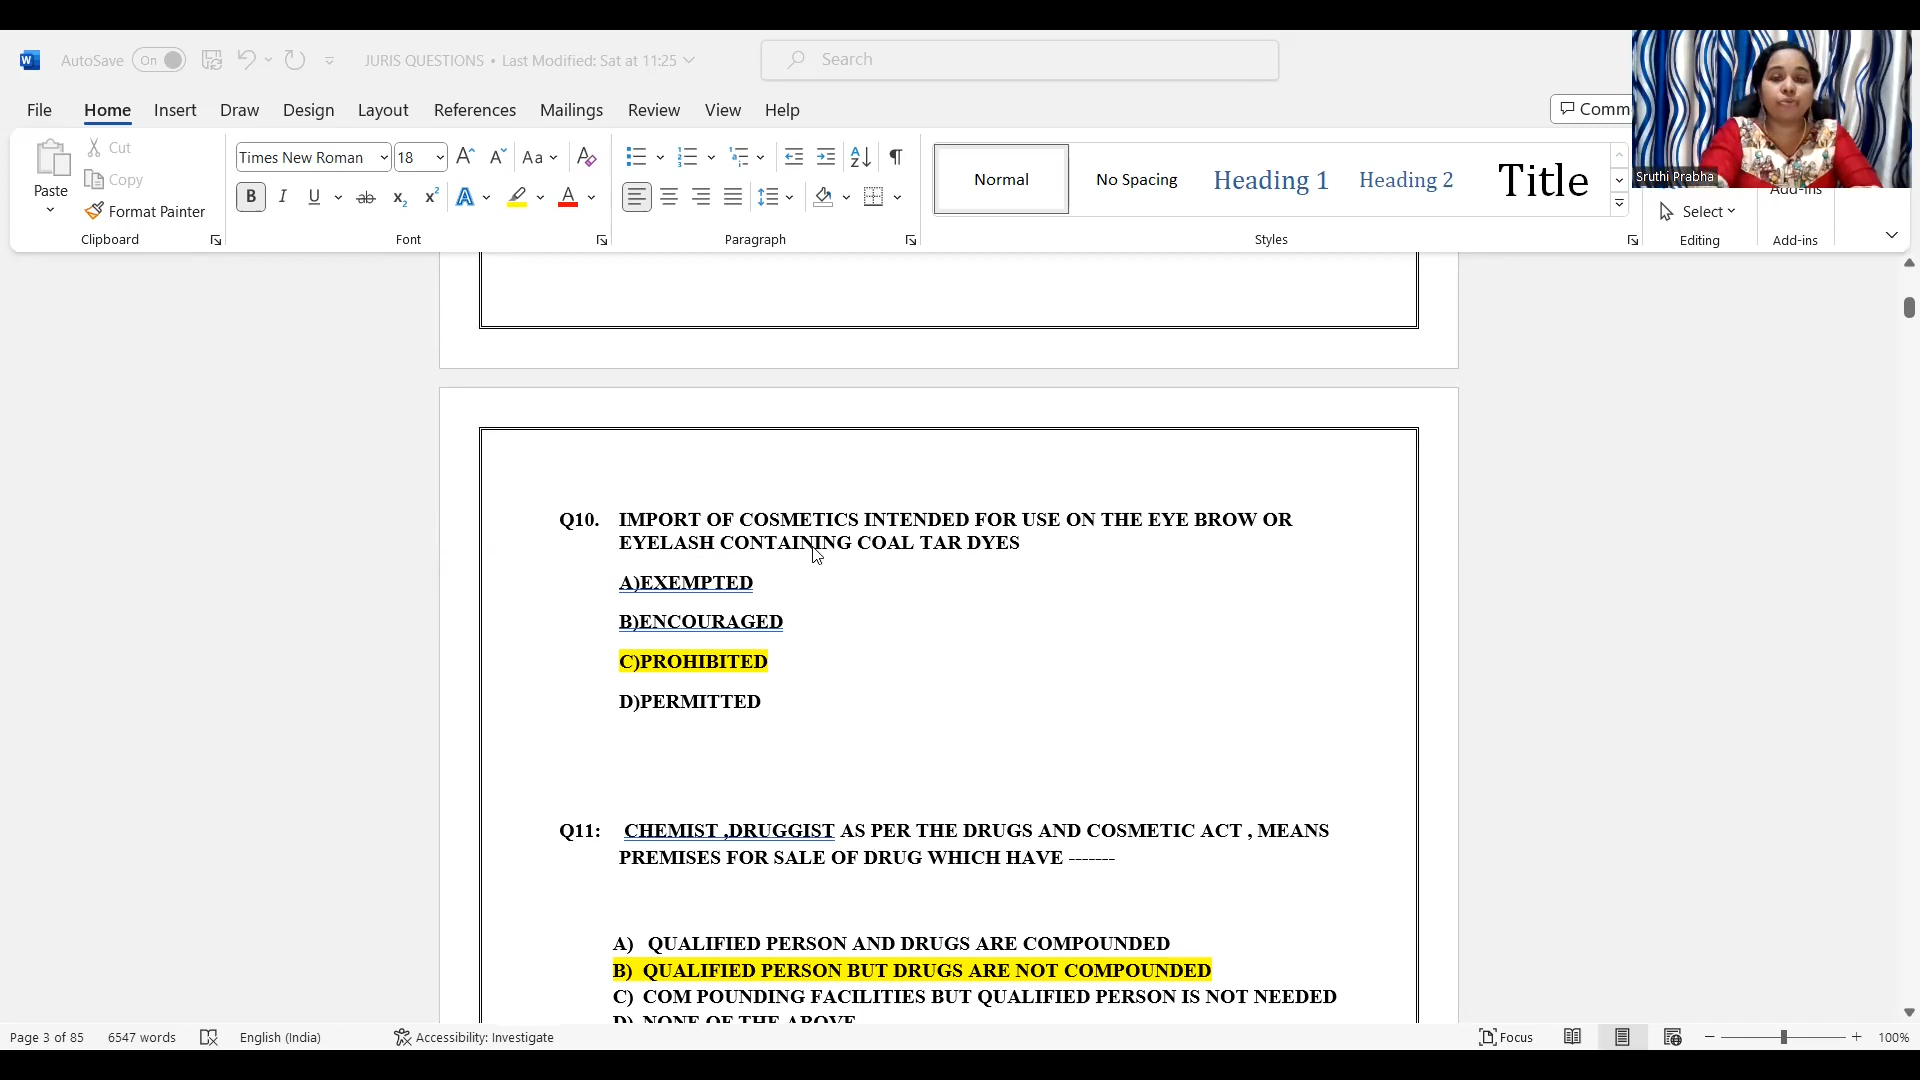 AutoSave On JURIS QUESTIONS • Last Modified: Sat at 11:25 Search
File Home Insert Draw Design Layout References Mailings Review View Help Comm
Paste Cut Copy Format Painter
Clipboard
Times New Roman 18
Font
Paragraph
Normal No Spacing Heading 1 Heading 2 Title
Styles
Select
Editing
Add-ins
Add-ins
Sruthi Prabha
Q10. IMPORT OF COSMETICS INTENDED FOR USE ON THE EYE BROW OR
EYELASH CONTAINING COAL TAR DYES
A)EXEMPTED
B)ENCOURAGED
C)PROHIBITED
D)PERMITTED
Q11: CHEMIST ,DRUGGIST AS PER THE DRUGS AND COSMETIC ACT , MEANS
PREMISES FOR SALE OF DRUG WHICH HAVE -------
A) QUALIFIED PERSON AND DRUGS ARE COMPOUNDED
B) QUALIFIED PERSON BUT DRUGS ARE NOT COMPOUNDED
C) COM POUNDING FACILITIES BUT QUALIFIED PERSON IS NOT NEEDED
D) NONE OF THE ABOVE
Page 3 of 85 6547 words English (India) Accessibility: Investigate Focus 100%